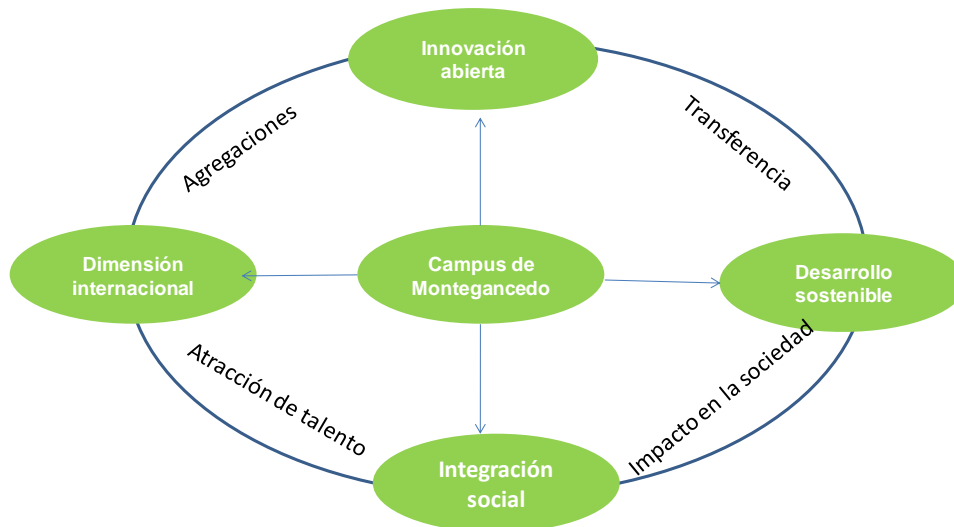 Innovación
abierta
Agregaciones
Transferencia
Dimensión
internacional
Campus de
Montegancedo
Desarrollo
sostenible
Atracción de talento
Impacto en la sociedad
Integración
social